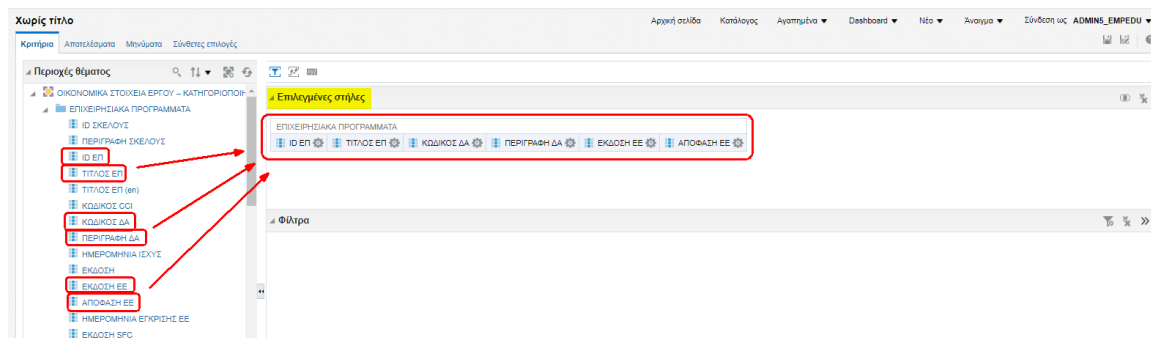 Χωρίς τίτλο
Αρχική σελίδα Κατάλογος Αγαπημένα Dashboard Νέο Άνοιγμα Σύνδεση ως ADMIN5_EMPEDU
Κριτήρια Αποτελέσματα Μηνύματα Σύνθετες επιλογές
Περιοχές θέματος
ΟΙΚΟΝΟΜΙΚΑ ΣΤΟΙΧΕΙΑ ΕΡΓΟΥ – ΚΑΤΗΓΟΡΙΟΠΟΙΗ
ΕΠΙΧΕΙΡΗΣΙΑΚΑ ΠΡΟΓΡΑΜΜΑΤΑ
ID ΣΚΕΛΟΥΣ
ΠΕΡΙΓΡΑΦΗ ΣΚΕΛΟΥΣ
ID ΕΠ
ΤΙΤΛΟΣ ΕΠ
ΤΙΤΛΟΣ ΕΠ (en)
ΚΩΔΙΚΟΣ CCI
ΚΩΔΙΚΟΣ ΔΑ
ΠΕΡΙΓΡΑΦΗ ΔΑ
ΗΜΕΡΟΜΗΝΙΑ ΙΣΧΥΣ
ΕΚΔΟΣΗ
ΕΚΔΟΣΗ ΕΕ
ΑΠΟΦΑΣΗ ΕΕ
ΗΜΕΡΟΜΗΝΙΑ ΕΓΚΡΙΣΗΣ ΕΕ
ΕΚΔΟΣΗ SFC
Επιλεγμένες στήλες
ΕΠΙΧΕΙΡΗΣΙΑΚΑ ΠΡΟΓΡΑΜΜΑΤΑ
ID ΕΠ ΤΙΤΛΟΣ ΕΠ ΚΩΔΙΚΟΣ ΔΑ ΠΕΡΙΓΡΑΦΗ ΔΑ ΕΚΔΟΣΗ ΕΕ ΑΠΟΦΑΣΗ ΕΕ
Φίλτρα